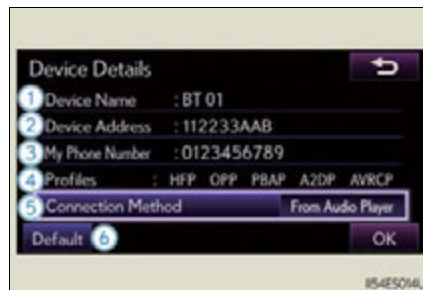 Device Details
1 Device Name : BT 01
2 Device Address : 112233AAB
3 My Phone Number : 0123456789
4 Profiles : HFP OPP PBAP A2DP AVRCP
5 Connection Method From Audio Player
Default 6 OK
IIS4ES014L